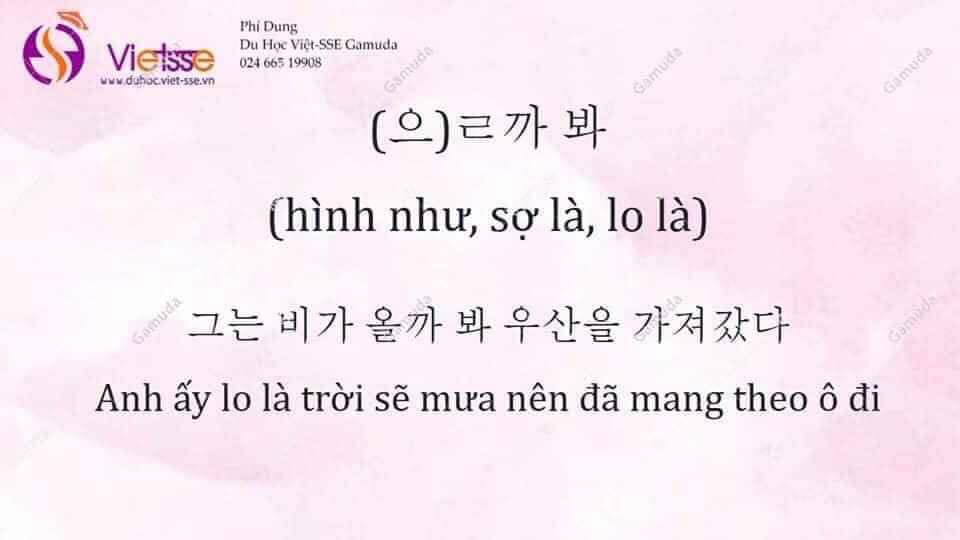 Phí Dung
Du Học Việt-SSE Gamuda
024 665 19908
Vietsse
www.duhoc.viet-sse.vn
(으)ㄹ까 봐
(hình như, sợ là, lo là)
그는 비가 올까 봐 우산을 가져갔다
Anh ấy lo là trời sẽ mưa nên đã mang theo ô đi
Gamuda
Gamuda
Gamuda
Gamuda
Gamuda
Gamuda